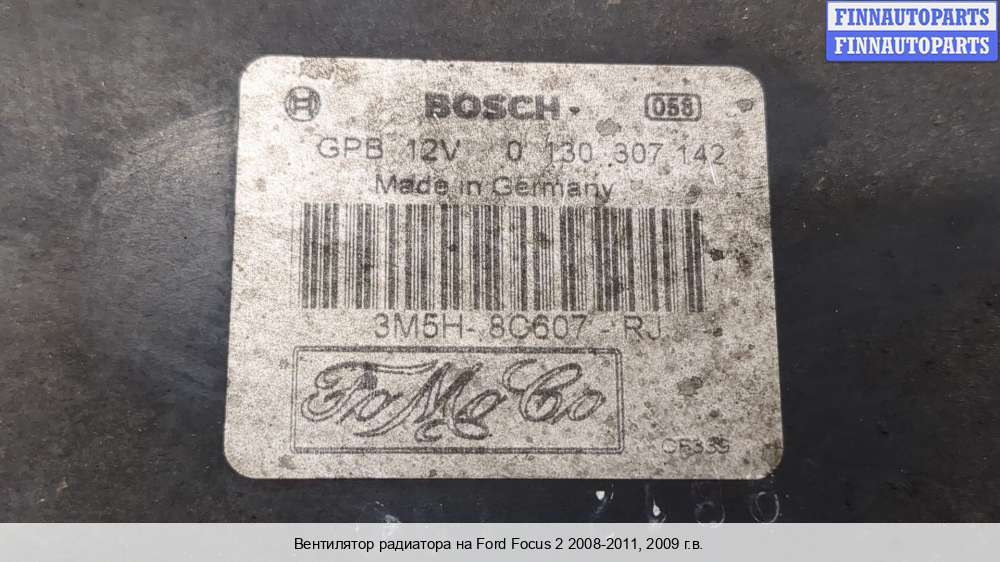 FINNAUTOPARTS
FINNAUTOPARTS
BOSCH
058
GPB 12V 0 130 307 142
Made in Germany
3M5H-8C607-RJ
FoMoCo
Вентилятор радиатора на Ford Focus 2 2008-2011, 2009 г.в.